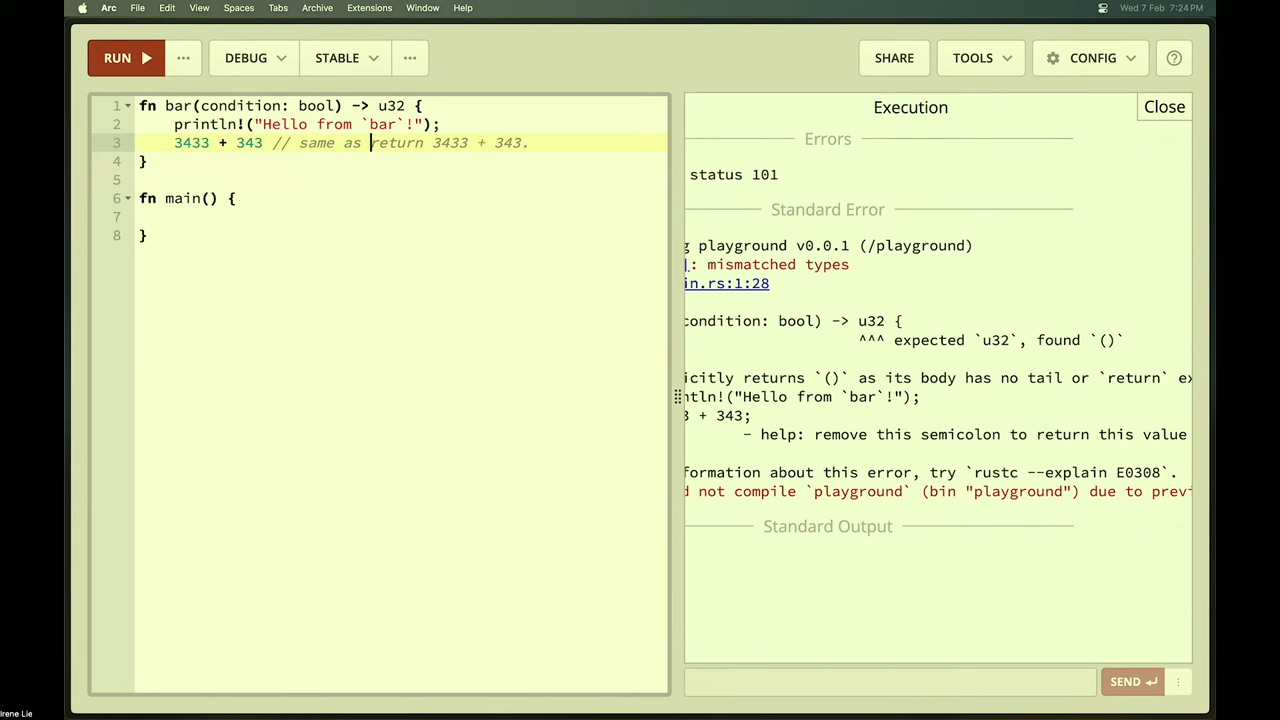 Arc File Edit View Spaces Tabs Archive Extensions Window Help Wed 7 Feb 7:24 PM
RUN ··· DEBUG STABLE ··· SHARE TOOLS CONFIG
1 fn bar(condition: bool) -> u32 {
2 println!("Hello from `bar`!");
3 3433 + 343 // same as return 3433 + 343.
4 }
5
6 fn main() {
7
8 }
Execution Close
Errors
status 101
Standard Error
g playground v0.0.1 (/playground)
]: mismatched types
in.rs:1:28
condition: bool) -> u32 {
^^^ expected `u32`, found `()`
icitly returns `()` as its body has no tail or `return` ex
ntln!("Hello from `bar`!");
3 + 343;
- help: remove this semicolon to return this value
formation about this error, try `rustc --explain E0308`.
d not compile `playground` (bin "playground") due to previ
Standard Output
SEND
Irene Lie